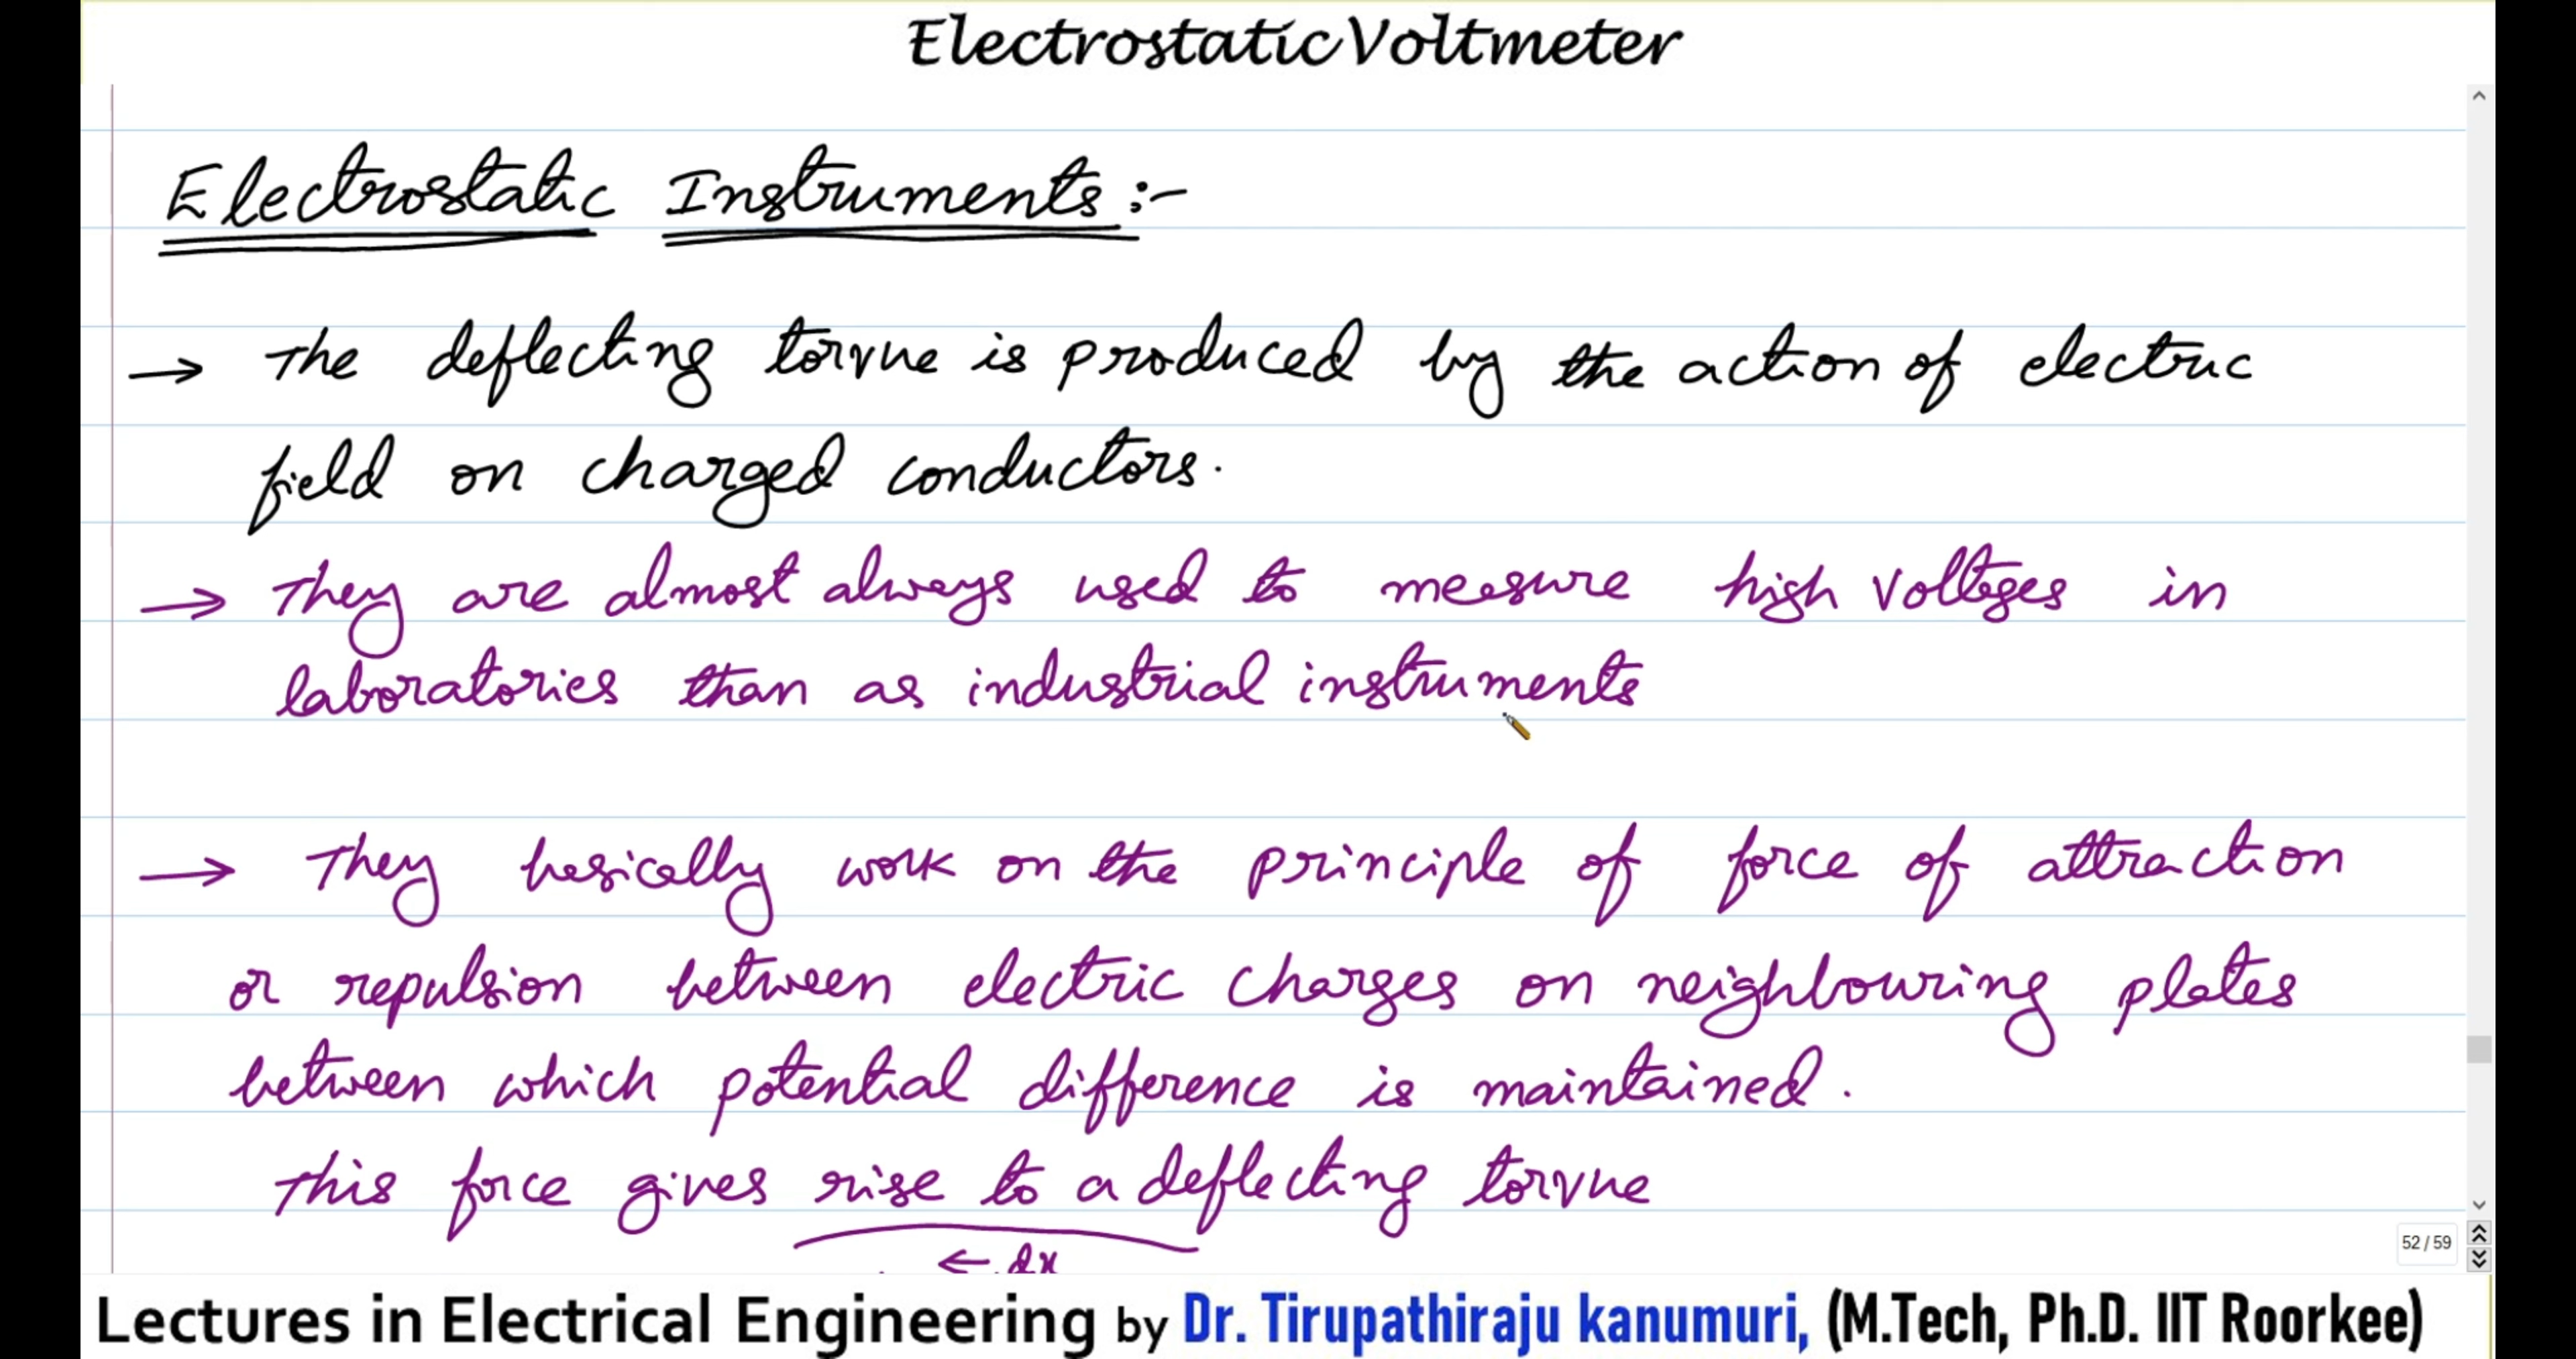 Electrostatic Voltmeter
Electrostatic Instruments :-
→ The deflecting torque is produced by the action of electric
field on charged conductors.
→ They are almost always used to measure high voltages in
laboratories than as industrial instruments
→ They basically work on the principle of force of attraction
or repulsion between electric charges on neighbouring plates
between which potential difference is maintained.
This force gives rise to a deflecting torque
← dx
52 / 59
Lectures in Electrical Engineering by Dr. Tirupathiraju kanumuri, (M.Tech, Ph.D. IIT Roorkee)